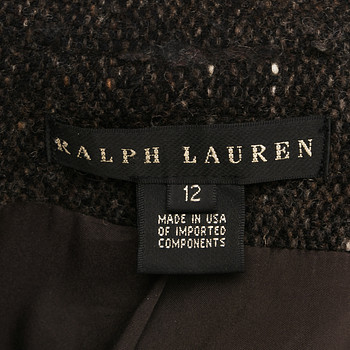 RALPH LAUREN
12
MADE IN USA
OF IMPORTED
COMPONENTS